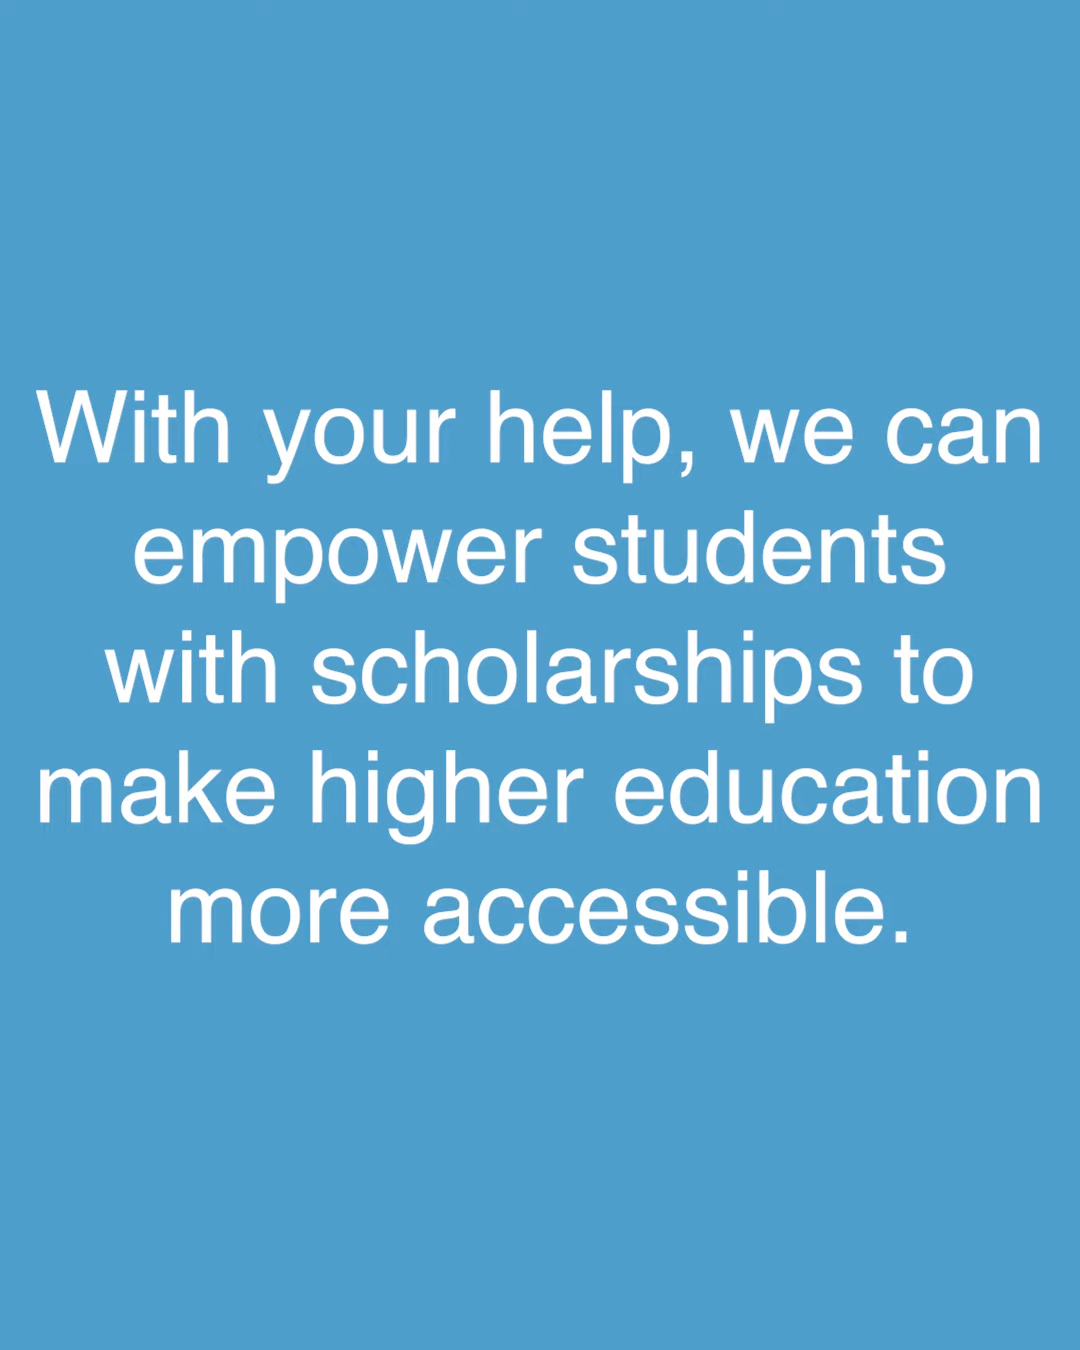 With your help, we can
empower students
with scholarships to
make higher education
more accessible.